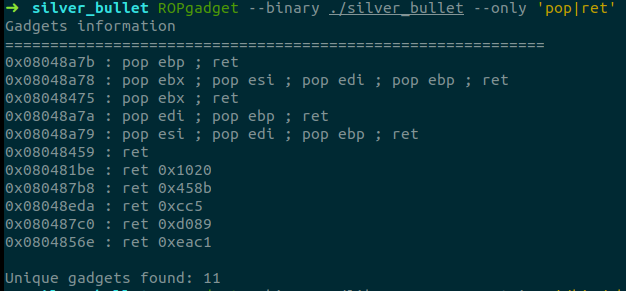 ➜ silver_bullet ROPgadget --binary ./silver_bullet --only 'pop|ret'
Gadgets information
============================================================
0x08048a7b : pop ebp ; ret
0x08048a78 : pop ebx ; pop esi ; pop edi ; pop ebp ; ret
0x08048475 : pop ebx ; ret
0x08048a7a : pop edi ; pop ebp ; ret
0x08048a79 : pop esi ; pop edi ; pop ebp ; ret
0x08048459 : ret
0x080481be : ret 0x1020
0x080487b8 : ret 0x458b
0x08048eda : ret 0xcc5
0x080487c0 : ret 0xd089
0x0804856e : ret 0xeac1
Unique gadgets found: 11